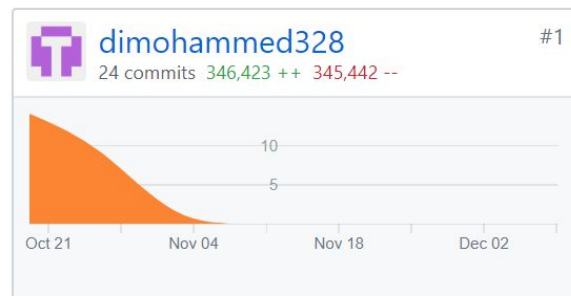 dimohammed328
#1
24 commits 346,423 ++ 345,442 --
10
5
Oct 21 Nov 04 Nov 18 Dec 02